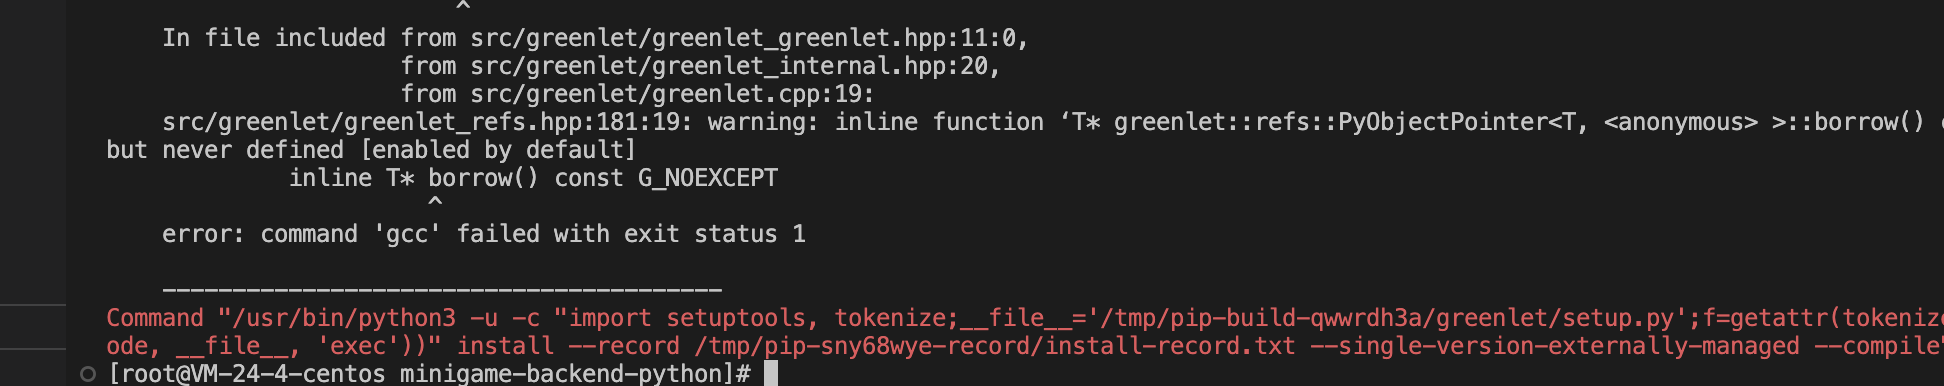 ^
In file included from src/greenlet/greenlet_greenlet.hpp:11:0,
from src/greenlet/greenlet_internal.hpp:20,
from src/greenlet/greenlet.cpp:19:
src/greenlet/greenlet_refs.hpp:181:19: warning: inline function ‘T* greenlet::refs::PyObjectPointer<T, <anonymous> >::borrow()
but never defined [enabled by default]
inline T* borrow() const G_NOEXCEPT
^
error: command 'gcc' failed with exit status 1
----------------------------------------
Command "/usr/bin/python3 -u -c "import setuptools, tokenize;__file__='/tmp/pip-build-qwwrdh3a/greenlet/setup.py';f=getattr(tokenize
ode, __file__, 'exec'))" install --record /tmp/pip-sny68wye-record/install-record.txt --single-version-externally-managed --compile"
[root@VM-24-4-centos minigame-backend-python]#